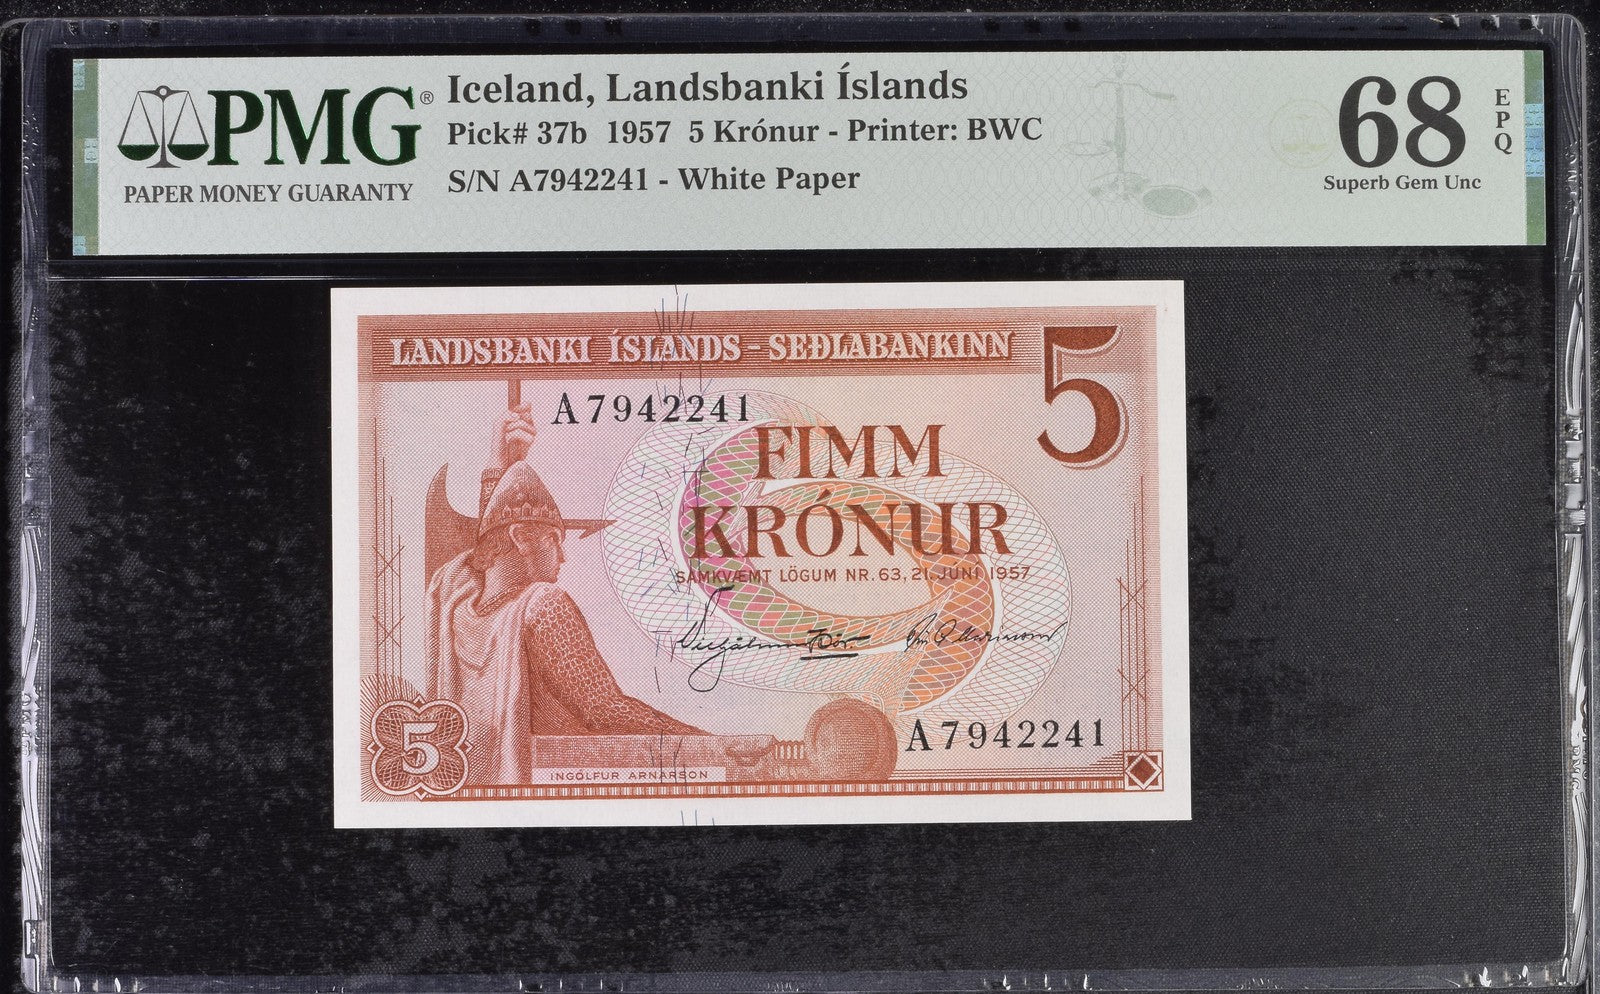 PMG®
PAPER MONEY GUARANTY
Iceland, Landsbanki Íslands
Pick# 37b 1957 5 Krónur - Printer: BWC
S/N A7942241 - White Paper
68
EPQ
Superb Gem Unc
LANDSBANKI ÍSLANDS - SEÐLABANKINN
5
A7942241
FIMM
KRÓNUR
SAMKVÆMT LÖGUM NR. 63, 21. JUNI 1957
A7942241
5
INGÓLFUR ARNARSON